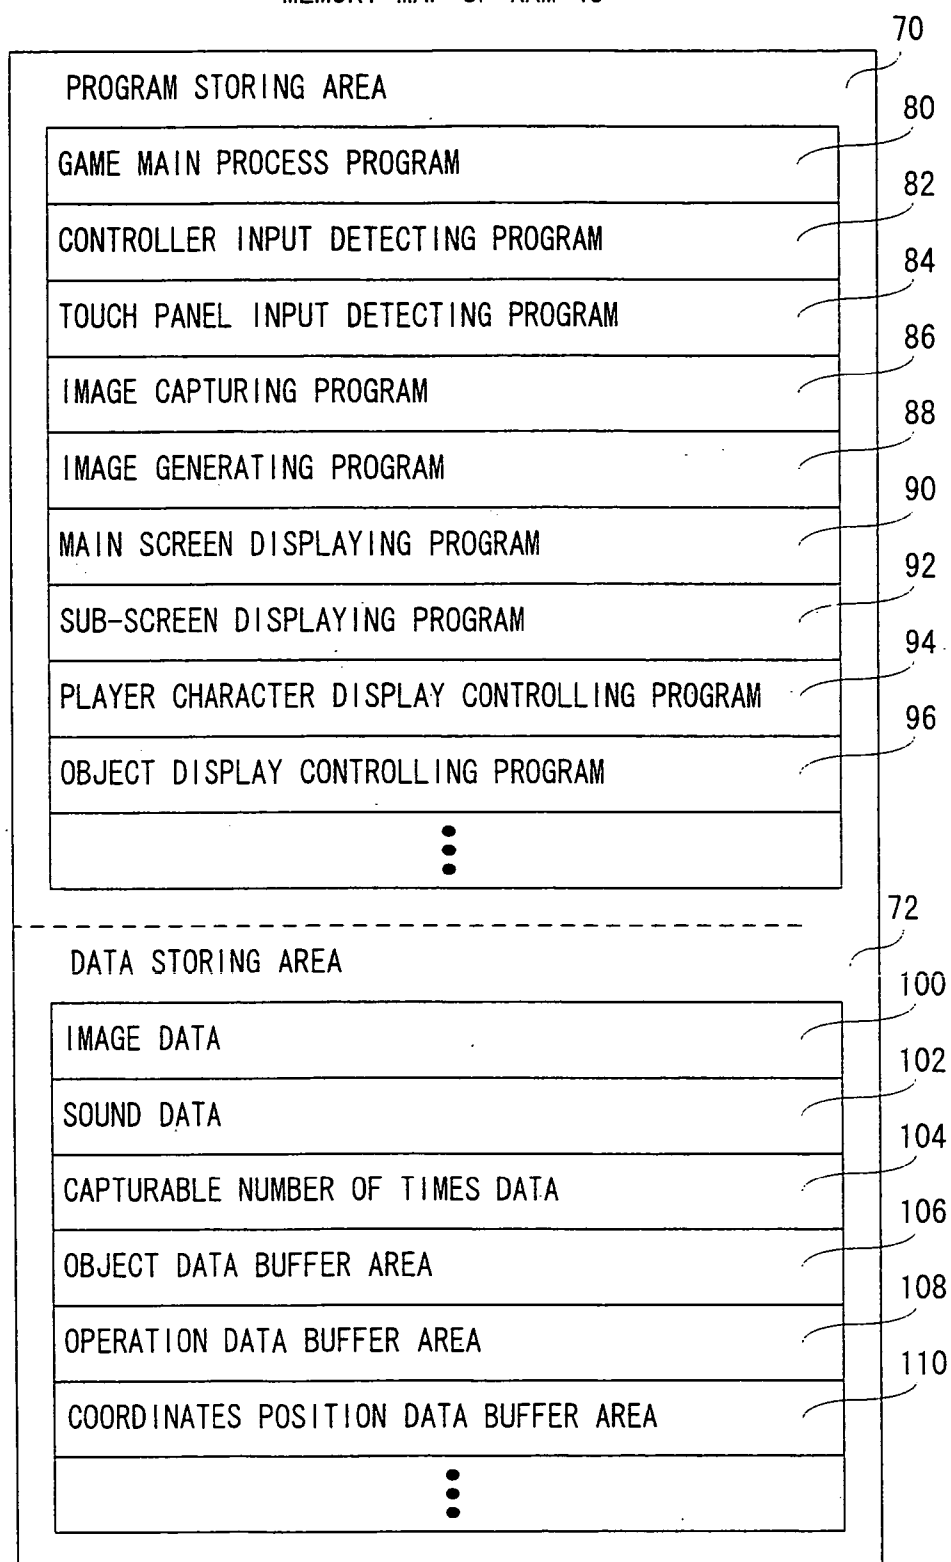 70
PROGRAM STORING AREA
80
GAME MAIN PROCESS PROGRAM
82
CONTROLLER INPUT DETECTING PROGRAM
84
TOUCH PANEL INPUT DETECTING PROGRAM
86
IMAGE CAPTURING PROGRAM
88
IMAGE GENERATING PROGRAM
90
MAIN SCREEN DISPLAYING PROGRAM
92
SUB-SCREEN DISPLAYING PROGRAM
94
PLAYER CHARACTER DISPLAY CONTROLLING PROGRAM
96
OBJECT DISPLAY CONTROLLING PROGRAM
72
DATA STORING AREA
100
IMAGE DATA
102
SOUND DATA
104
CAPTURABLE NUMBER OF TIMES DATA
106
OBJECT DATA BUFFER AREA
108
OPERATION DATA BUFFER AREA
110
COORDINATES POSITION DATA BUFFER AREA